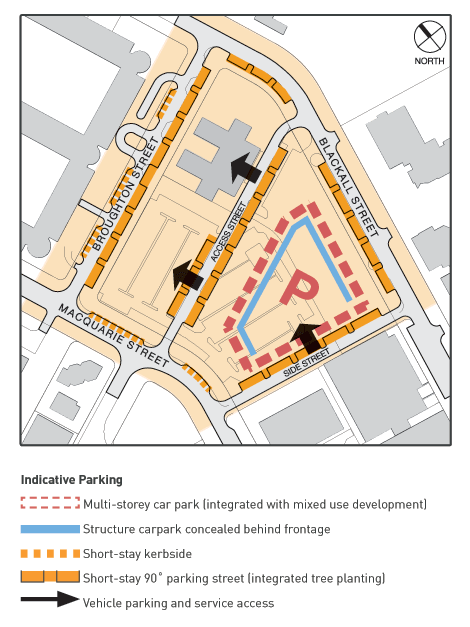 NORTH
BROUGHTON STREET
BLACKALL STREET
ACCESS STREET
P
MACQUARIE STREET
SIDE STREET
Indicative Parking
Multi-storey car park (integrated with mixed use development)
Structure carpark concealed behind frontage
Short-stay kerbside
Short-stay 90˚ parking street (integrated tree planting)
Vehicle parking and service access